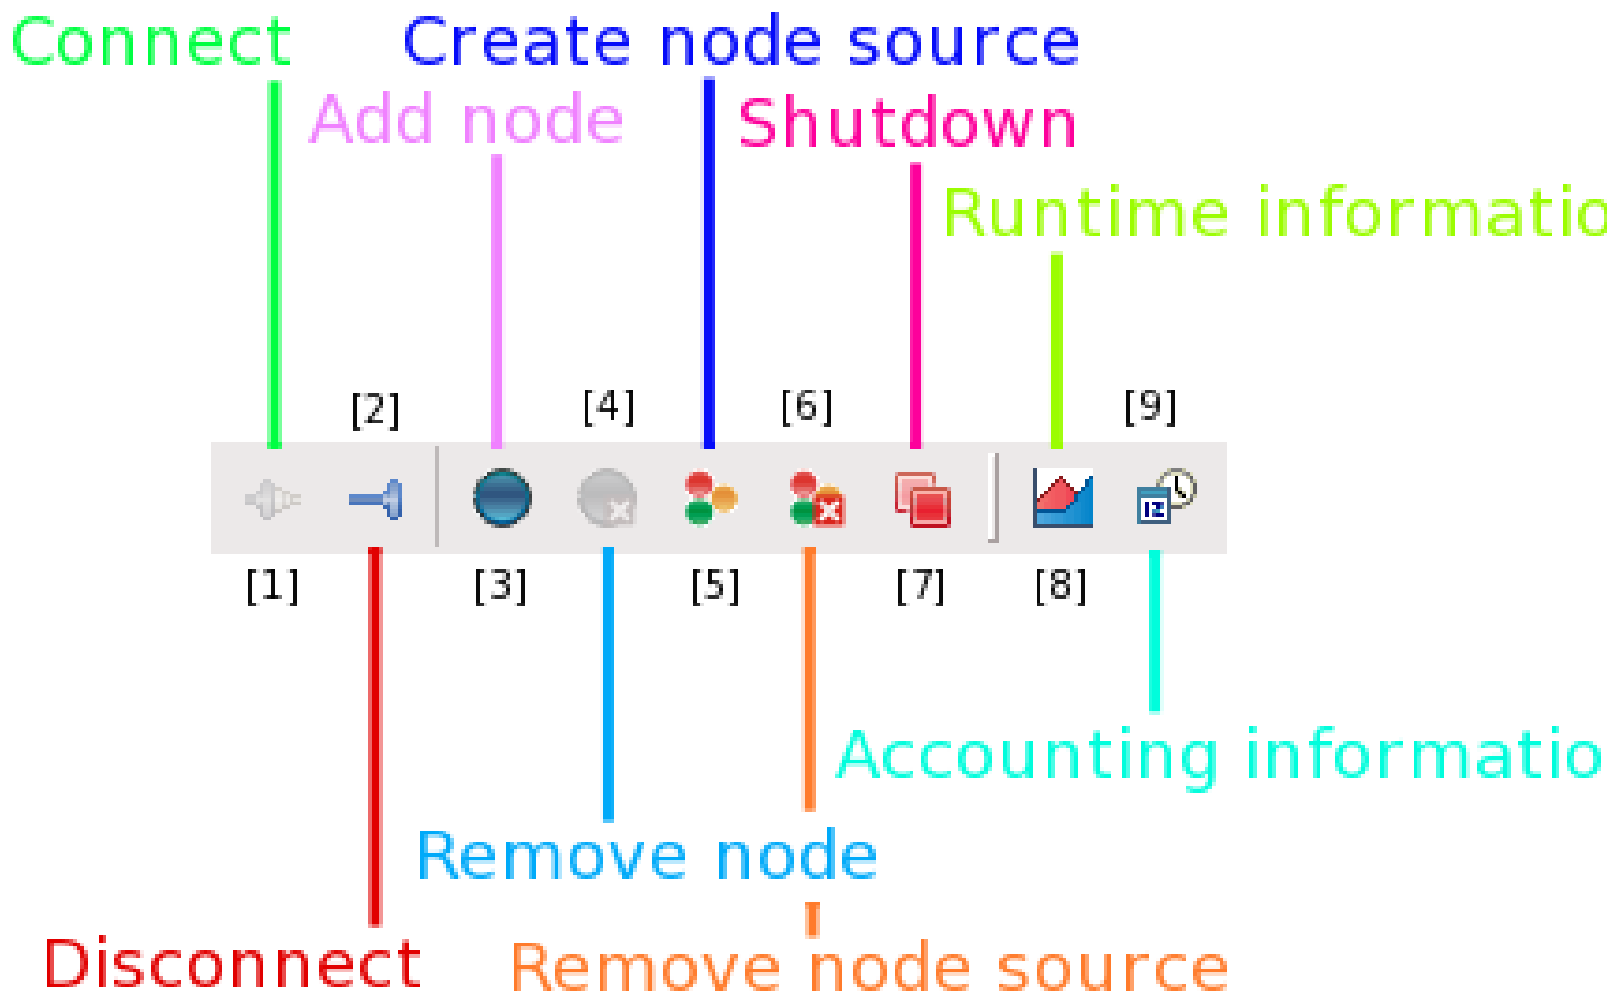 Connect
Create node source
Add node
Shutdown
Runtime informatio
[2]
[4]
[6]
[9]
12
[1]
[3]
[5]
[7]
[8]
Accounting informatio
Remove node
Disconnect
Remove node source